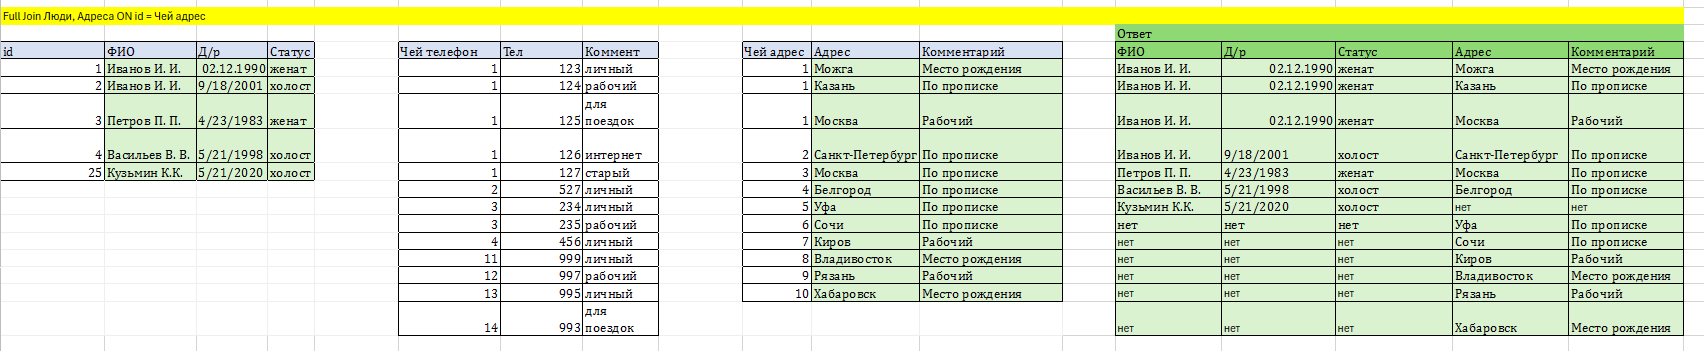 Full Join Люди, Адреса ON id = Чей адрес
Ответ
id ФИО Д/р Статус Чей телефон Тел Коммент Чей адрес Адрес Комментарий ФИО Д/р Статус Адрес Комментарий
1 Иванов И. И. 02.12.1990 женат 1 123 личный 1 Можга Место рождения Иванов И. И. 02.12.1990 женат Можга Место рождения
2 Иванов И. И. 9/18/2001 холост 1 124 рабочий 1 Казань По прописке Иванов И. И. 02.12.1990 женат Казань По прописке
для
3 Петров П. П. 4/23/1983 женат 1 125 поездок 1 Москва Рабочий Иванов И. И. 02.12.1990 женат Москва Рабочий
4 Васильев В. В. 5/21/1998 холост 1 126 интернет 2 Санкт-Петербург По прописке Иванов И. И. 9/18/2001 холост Санкт-Петербург По прописке
25 Кузьмин К.К. 5/21/2020 холост 1 127 старый 3 Москва По прописке Петров П. П. 4/23/1983 женат Москва По прописке
2 527 личный 4 Белгород По прописке Васильев В. В. 5/21/1998 холост Белгород По прописке
3 234 личный 5 Уфа По прописке Кузьмин К.К. 5/21/2020 холост нет нет
3 235 рабочий 6 Сочи По прописке нет нет нет Уфа По прописке
4 456 личный 7 Киров Рабочий нет нет нет Сочи По прописке
11 999 личный 8 Владивосток Место рождения нет нет нет Киров Рабочий
12 997 рабочий 9 Рязань Рабочий нет нет нет Владивосток Место рождения
13 995 личный 10 Хабаровск Место рождения нет нет нет Рязань Рабочий
для
14 993 поездок нет нет нет Хабаровск Место рождения